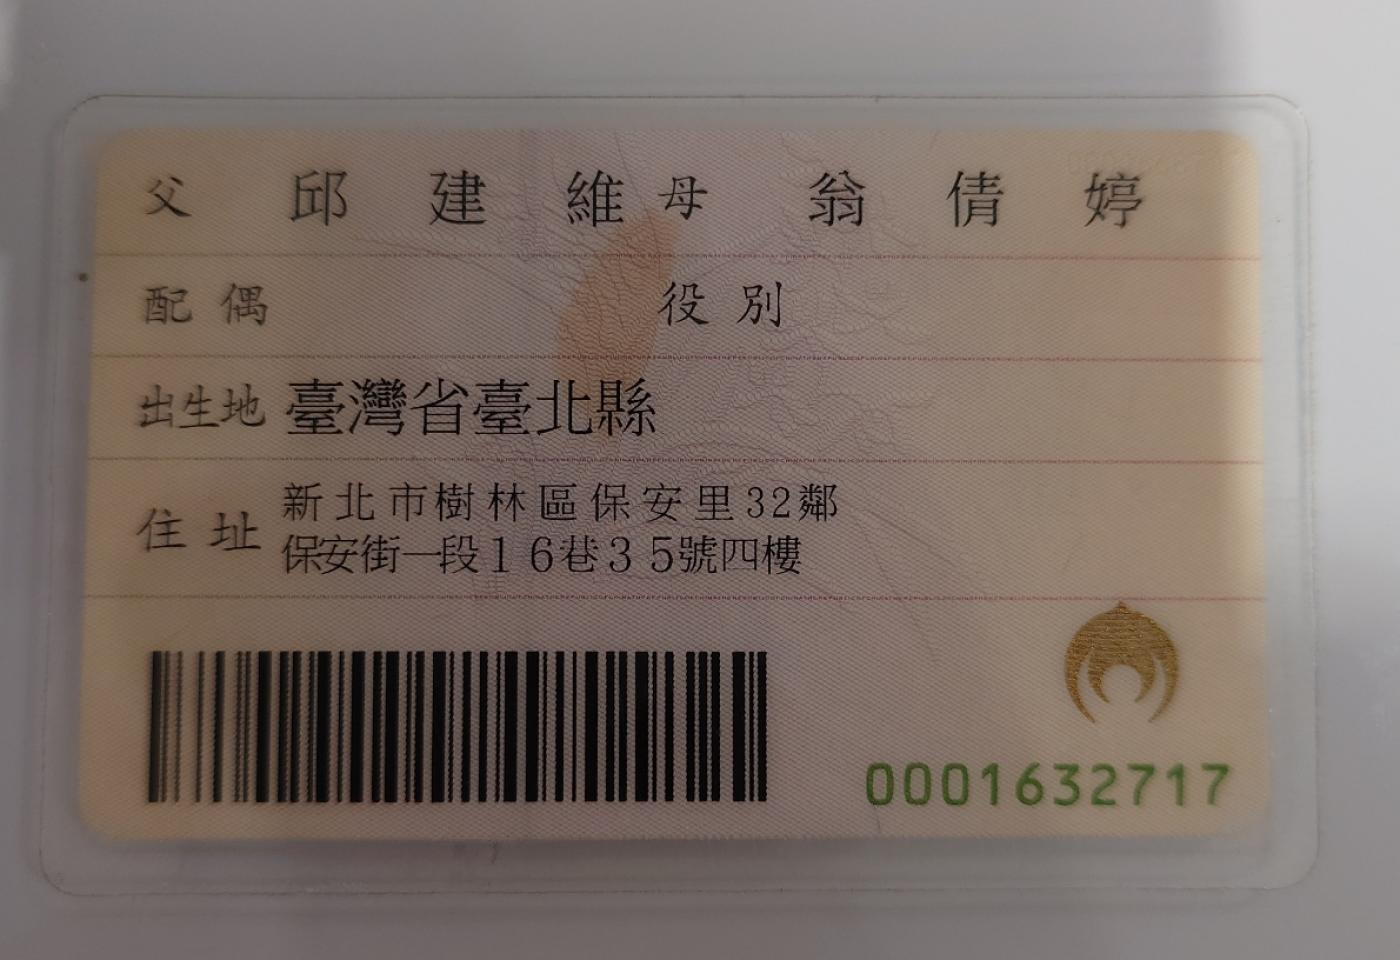 父 邱建維 母 翁倩婷
配偶 役別
出生地 臺灣省臺北縣
住址 新北市樹林區保安里32鄰
保安街一段16巷35號四樓
0001632717